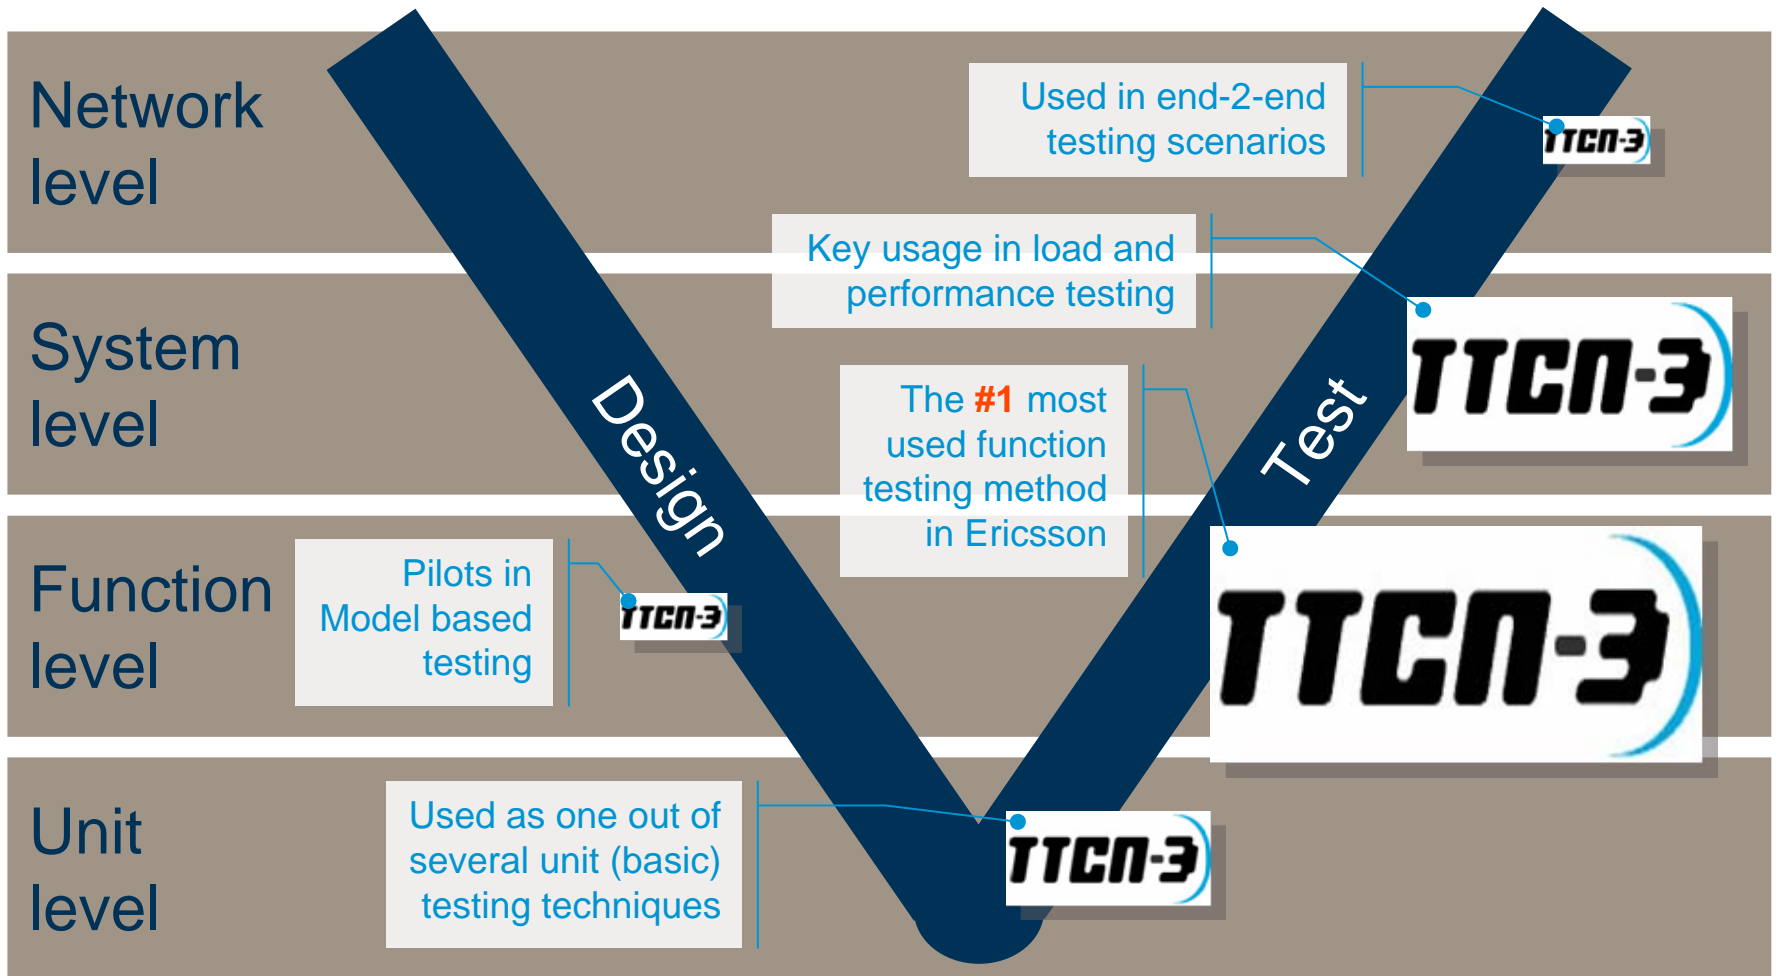 Network
level
Used in end-2-end
testing scenarios
TTCN-3
Key usage in load and
performance testing
System
level
TTCN-3
Design
Test
The #1 most
used function
testing method
in Ericsson
Function
level
Pilots in
Model based
testing
TTCN-3
TTCN-3
Unit
level
Used as one out of
several unit (basic)
testing techniques
TTCN-3